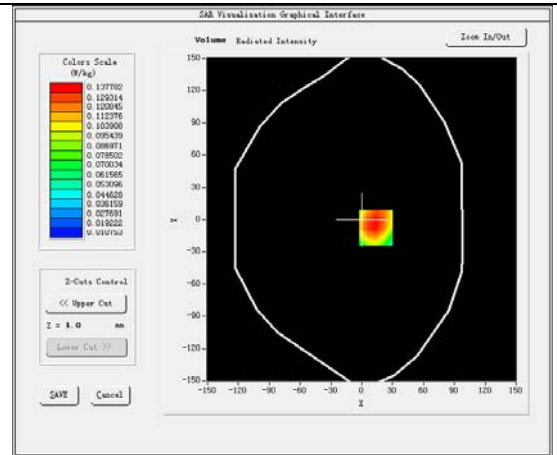 SAR Visualisation Graphical Interface
Volume Radiated Intensity
Zoom In/Out
Colors Scale
(W/kg)
0.137782
0.129314
0.120845
0.112376
0.103908
0.095439
0.086971
0.078502
0.070034
0.061565
0.053096
0.044628
0.036159
0.027691
0.019222
0.010753
Z-Cuts Control
<< Upper Cut
Z = 4.0 mm
Lower Cut >>
SAVE Cancel
150
120
90
60
30
0
-30
-60
-90
-120
-150
Y
-150 -120 -90 -60 -30 0 30 60 90 120 150
X